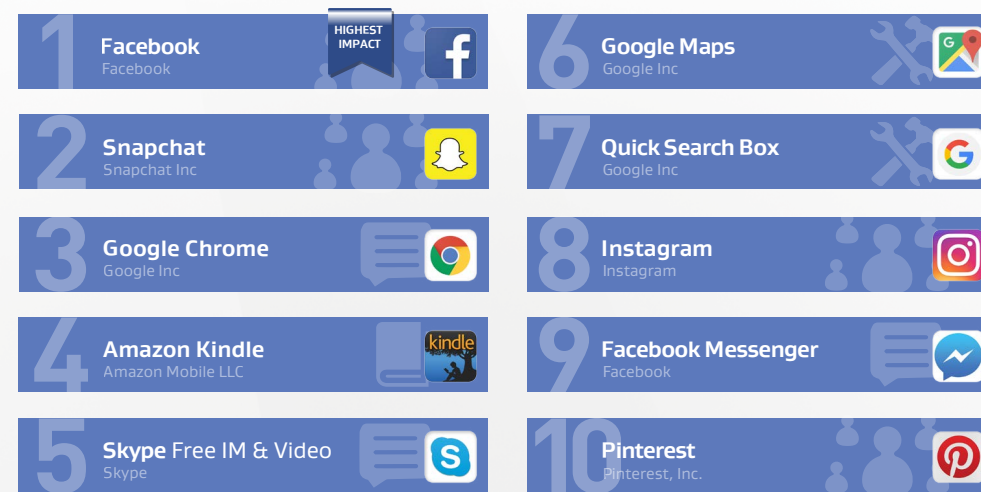 1
Facebook
Facebook
HIGHEST
IMPACT
f
2
Snapchat
Snapchat Inc
3
Google Chrome
Google Inc
4
Amazon Kindle
Amazon Mobile LLC
kindle
5
Skype Free IM & Video
Skype
S
6
Google Maps
Google Inc
G
7
Quick Search Box
Google Inc
G
8
Instagram
Instagram
9
Facebook Messenger
Facebook
10
Pinterest
Pinterest, Inc.